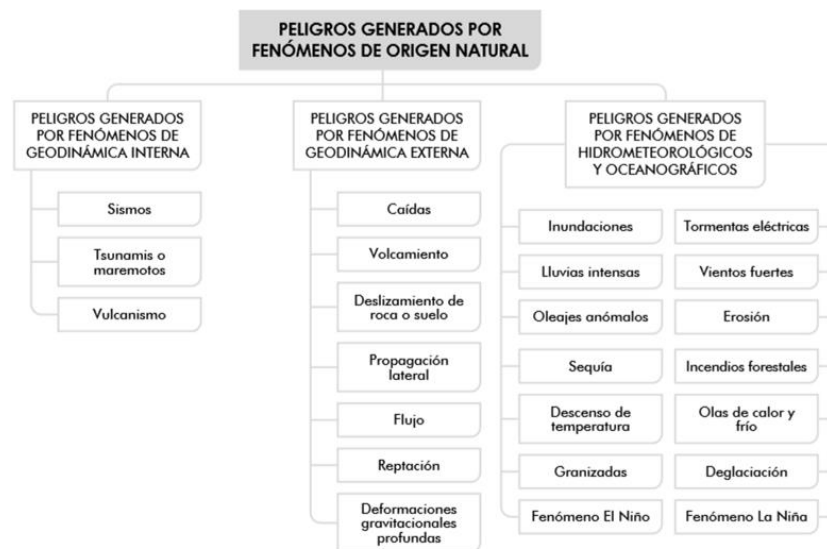 PELIGROS GENERADOS POR
FENÓMENOS DE ORIGEN NATURAL
PELIGROS GENERADOS
POR FENÓMENOS DE
GEODINÁMICA INTERNA
Sismos
Tsunamis o
maremotos
Vulcanismo
PELIGROS GENERADOS
POR FENÓMENOS DE
GEODINÁMICA EXTERNA
Caídas
Volcamiento
Deslizamiento de
roca o suelo
Propagación
lateral
Flujo
Reptación
Deformaciones
gravitacionales
profundas
PELIGROS GENERADOS
POR FENÓMENOS DE
HIDROMETEOROLÓGICOS
Y OCEANOGRÁFICOS
Inundaciones
Lluvias intensas
Oleajes anómalos
Sequía
Descenso de
temperatura
Granizadas
Fenómeno El Niño
Tormentas eléctricas
Vientos fuertes
Erosión
Incendios forestales
Olas de calor y
frío
Deglaciación
Fenómeno La Niña